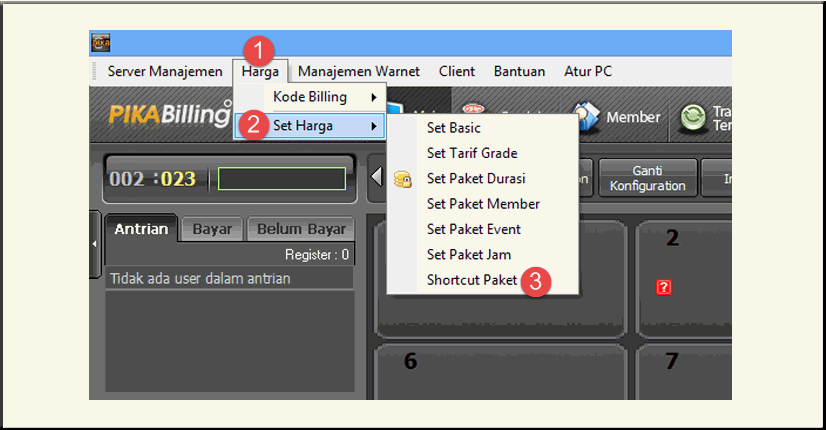 pika
1
Server Manajemen Harga Manajemen Warnet Client Bantuan Atur PC
Kode Billing
PIKABilling
Member
2 Set Harga
Set Basic
Set Tarif Grade
Set Paket Durasi
Set Paket Member
Set Paket Event
Set Paket Jam
Shortcut Paket 3
002 :023
Ganti
Konfiguration
Antrian Bayar Belum Bayar
Register : 0
Tidak ada user dalam antrian
2
?
6 7